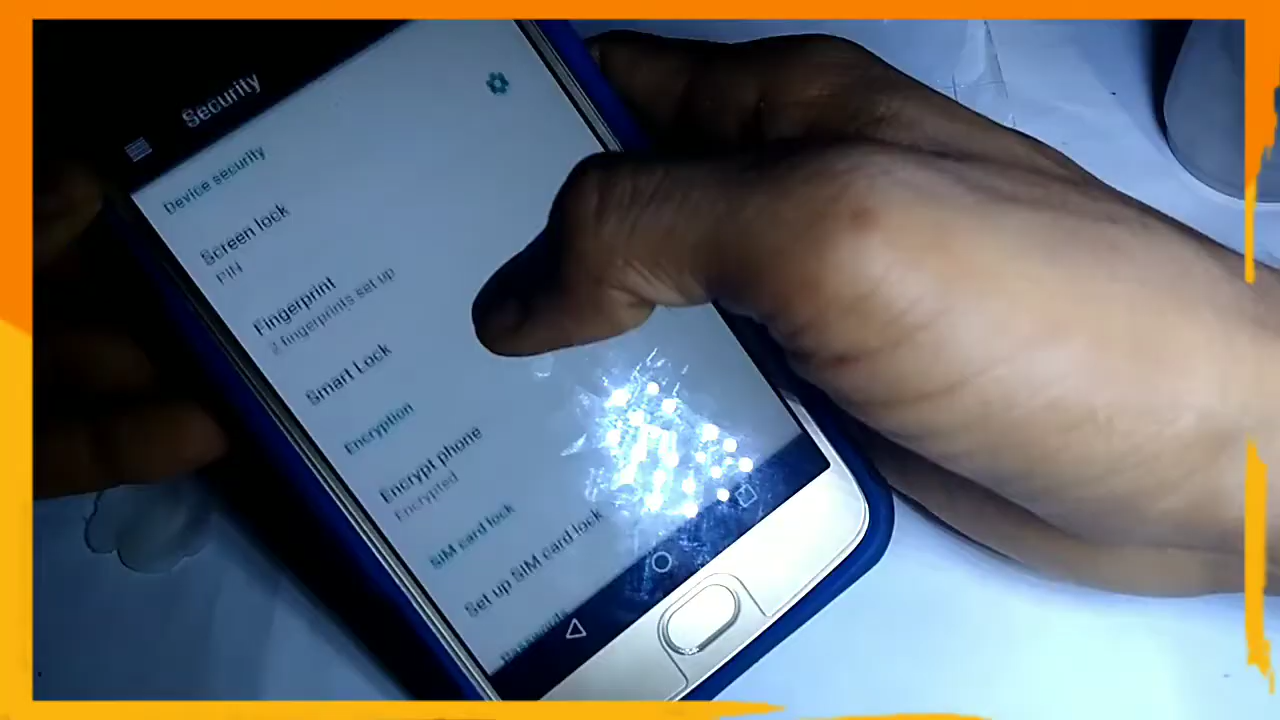 Security
Device security
Screen lock
PIN
Fingerprint
2 fingerprints set up
Smart Lock
Encryption
Encrypt phone
Encrypted
SIM card lock
Set up SIM card lock
Passwords